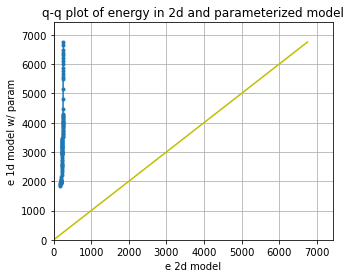 q-q plot of energy in 2d and parameterized model
7000
6000
5000
4000
3000
2000
1000
0
e 1d model w/ param
0 1000 2000 3000 4000 5000 6000 7000
e 2d model